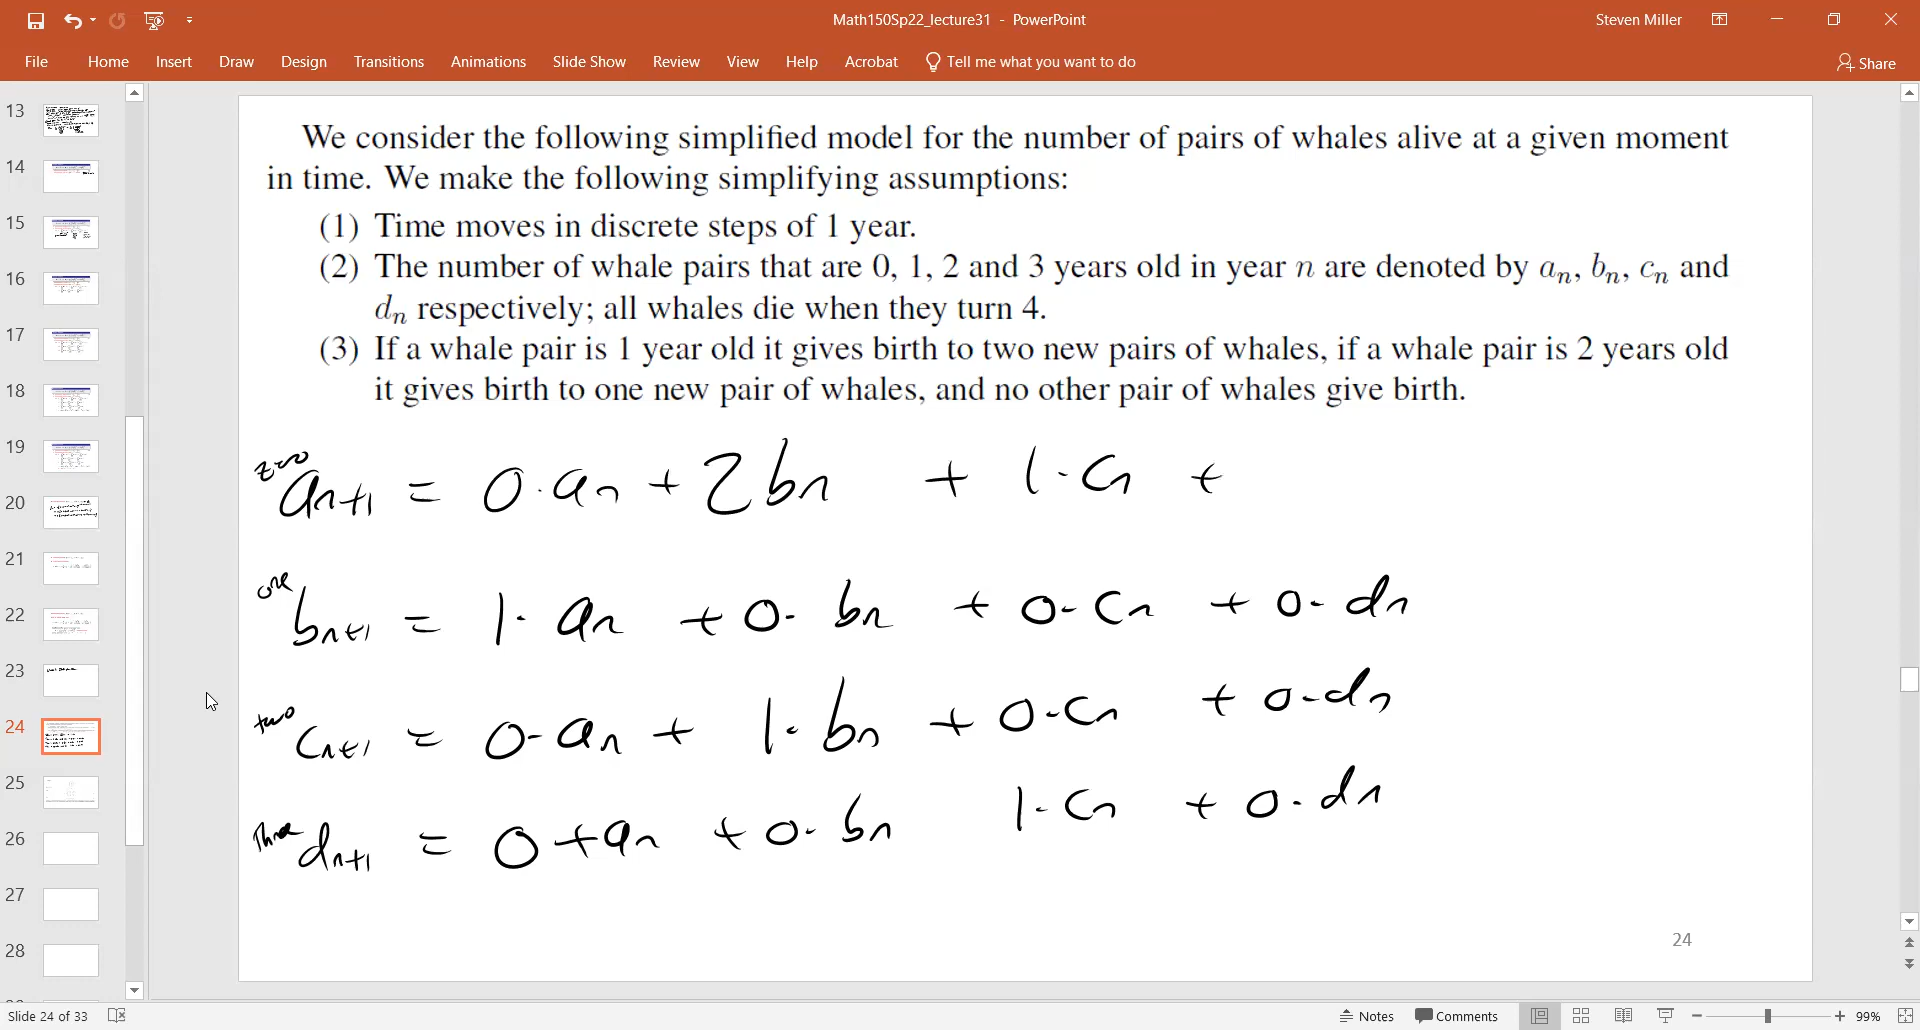 Math150Sp22_lecture31 - PowerPoint
Steven Miller
File Home Insert Draw Design Transitions Animations Slide Show Review View Help Acrobat Tell me what you want to do
Share
13
14
15
16
17
18
19
20
21
22
23
24
25
26
27
28
We consider the following simplified model for the number of pairs of whales alive at a given moment
in time. We make the following simplifying assumptions:
(1) Time moves in discrete steps of 1 year.
(2) The number of whale pairs that are 0, 1, 2 and 3 years old in year n are denoted by aₙ, bₙ, cₙ and
dₙ respectively; all whales die when they turn 4.
(3) If a whale pair is 1 year old it gives birth to two new pairs of whales, if a whale pair is 2 years old
it gives birth to one new pair of whales, and no other pair of whales give birth.
zero aₙ₊₁ = 0·aₙ + 2bₙ + 1·cₙ +
one bₙ₊₁ = 1·aₙ + 0·bₙ + 0·cₙ + 0·dₙ
two cₙ₊₁ = 0·aₙ + 1·bₙ + 0·cₙ + 0·dₙ
three dₙ₊₁ = 0+aₙ + 0·bₙ 1·cₙ + 0·dₙ
24
Slide 24 of 33
Notes Comments 99%